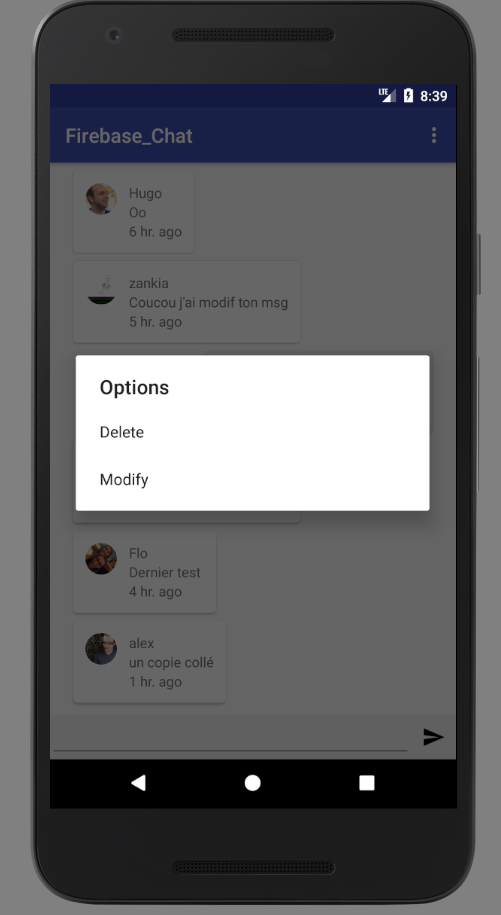 LTE 8:39
Firebase_Chat
Hugo
Oo
6 hr. ago
zankia
Coucou j'ai modif ton msg
5 hr. ago
Options
Delete
Modify
Flo
Dernier test
4 hr. ago
alex
un copie collé
1 hr. ago